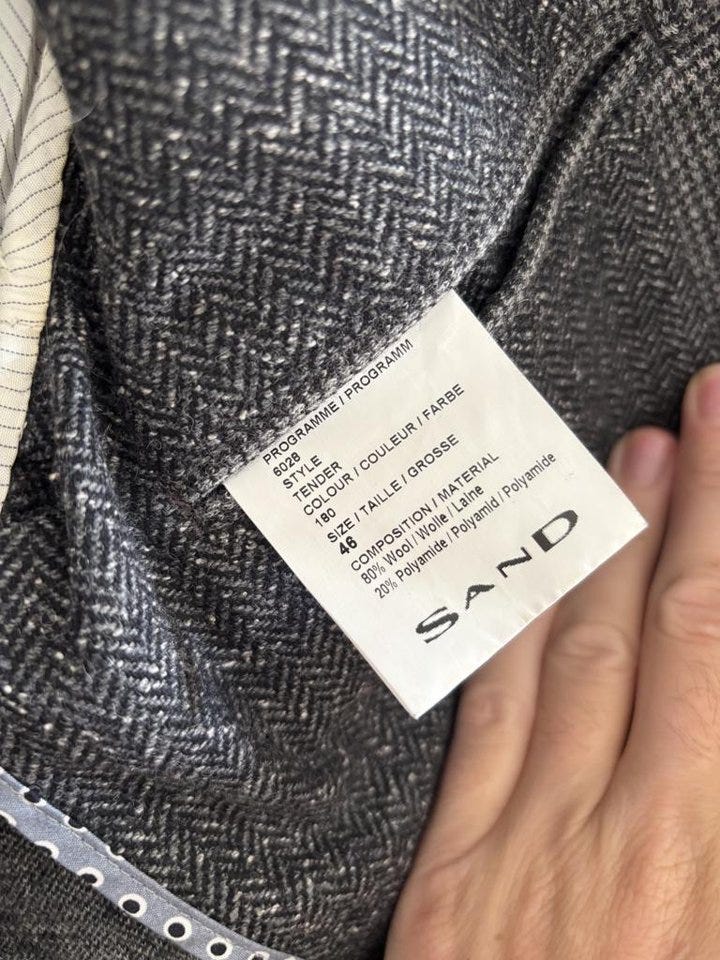 PROGRAMME / PROGRAMM
6028
STYLE
TENDER
COLOUR / COULEUR / FARBE
180
SIZE / TAILLE / GROSSE
46
COMPOSITION / MATERIAL
80% Wool / Wolle / Laine
20% Polyamide / Polyamid / Polyamide
SAND